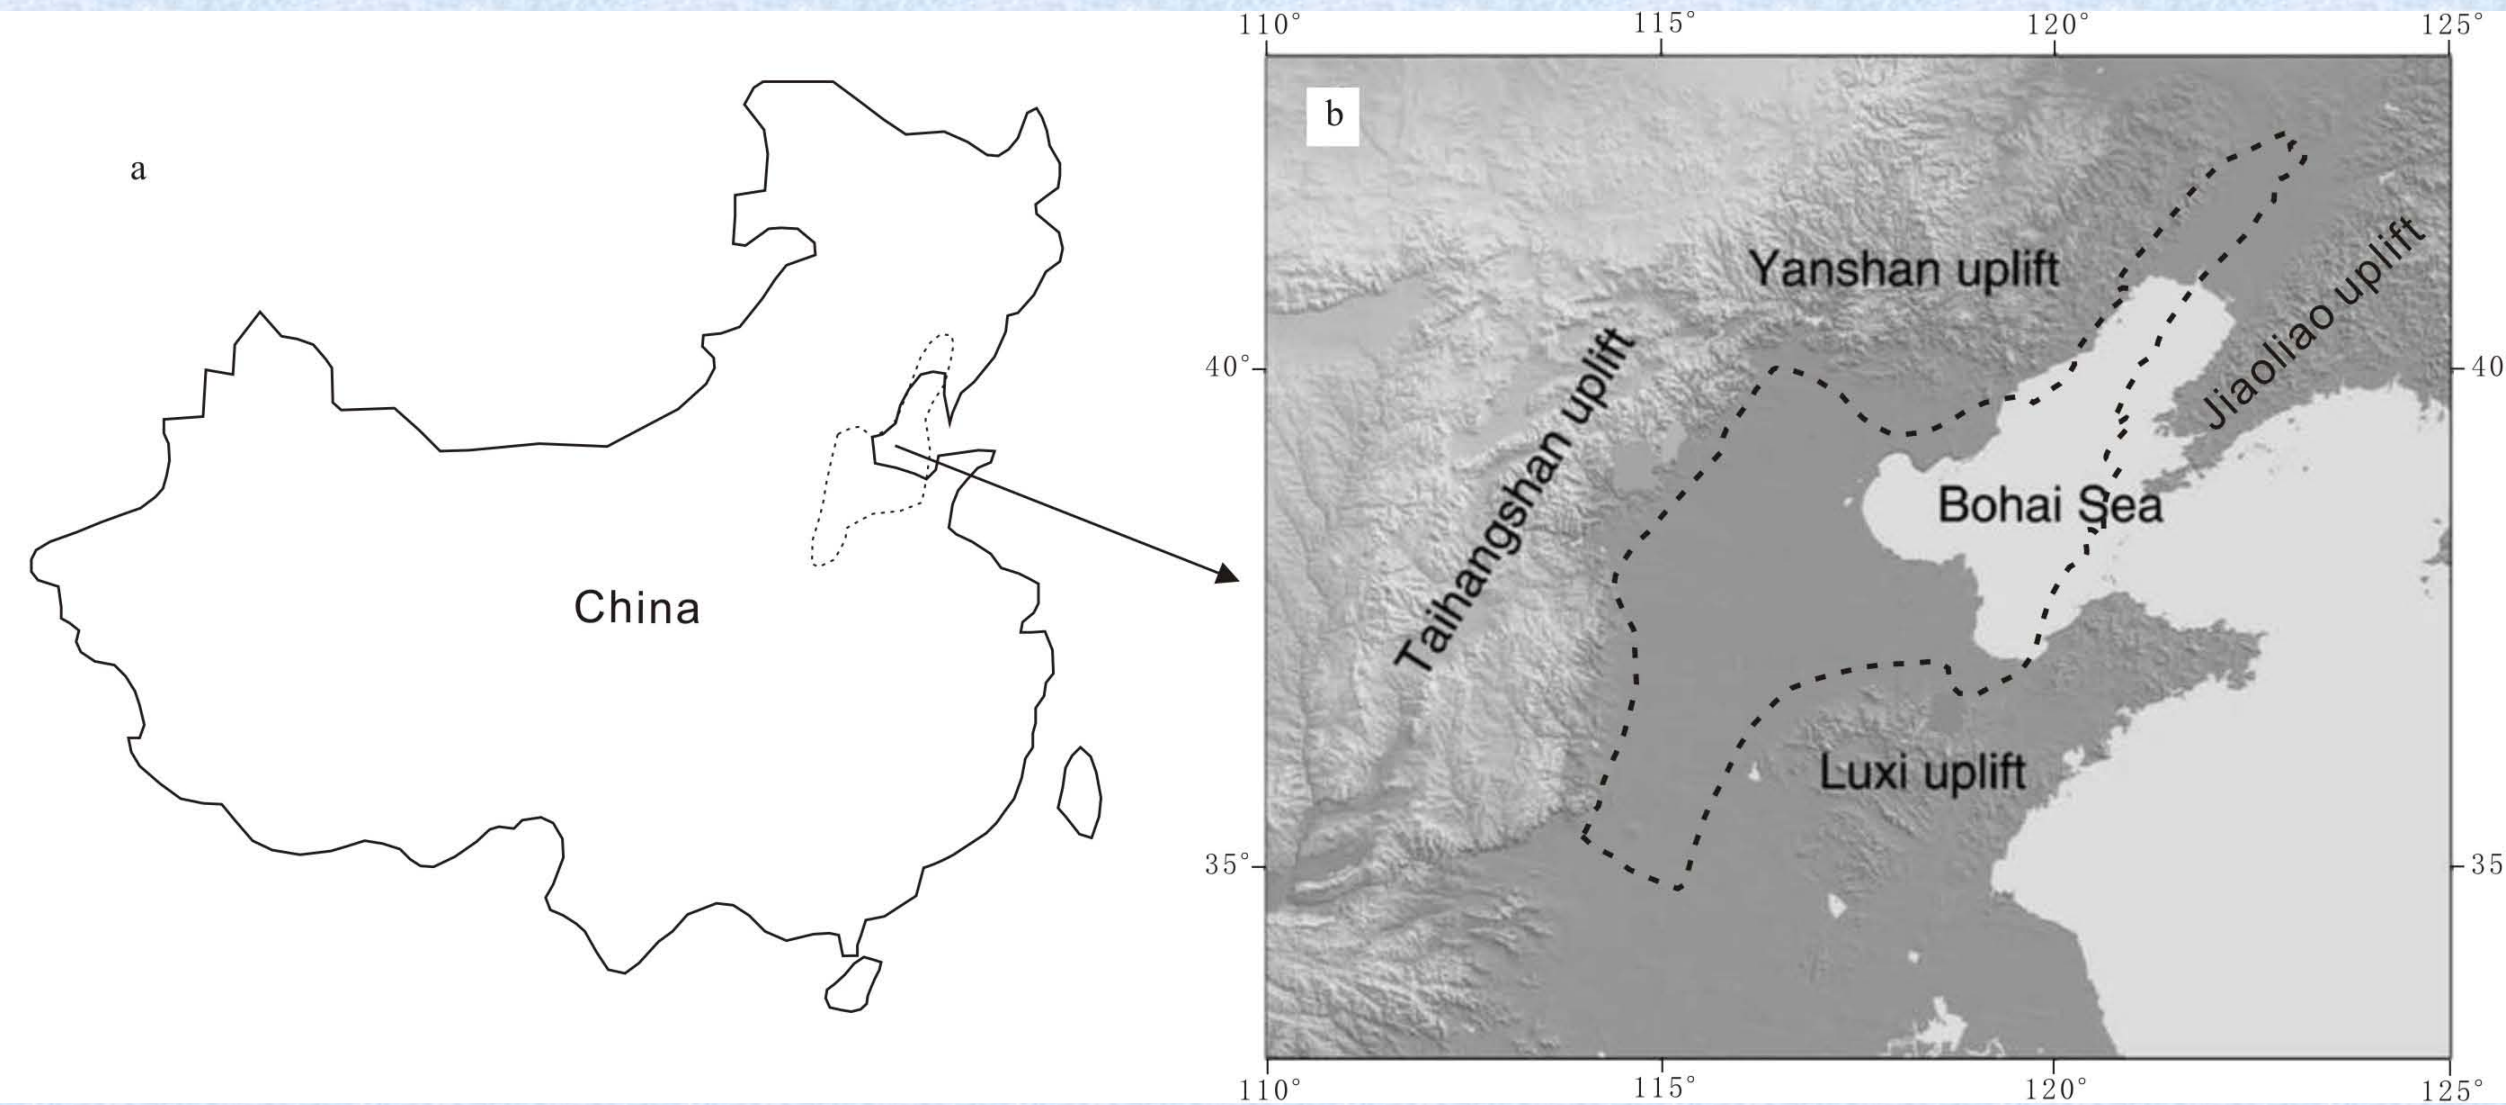 a
China
110°
115°
120°
125°
b
Yanshan uplift
Jiaoliao uplift
Taihangshan uplift
40°
40
Bohai Sea
Luxi uplift
35°
35
110°
115°
120°
125°